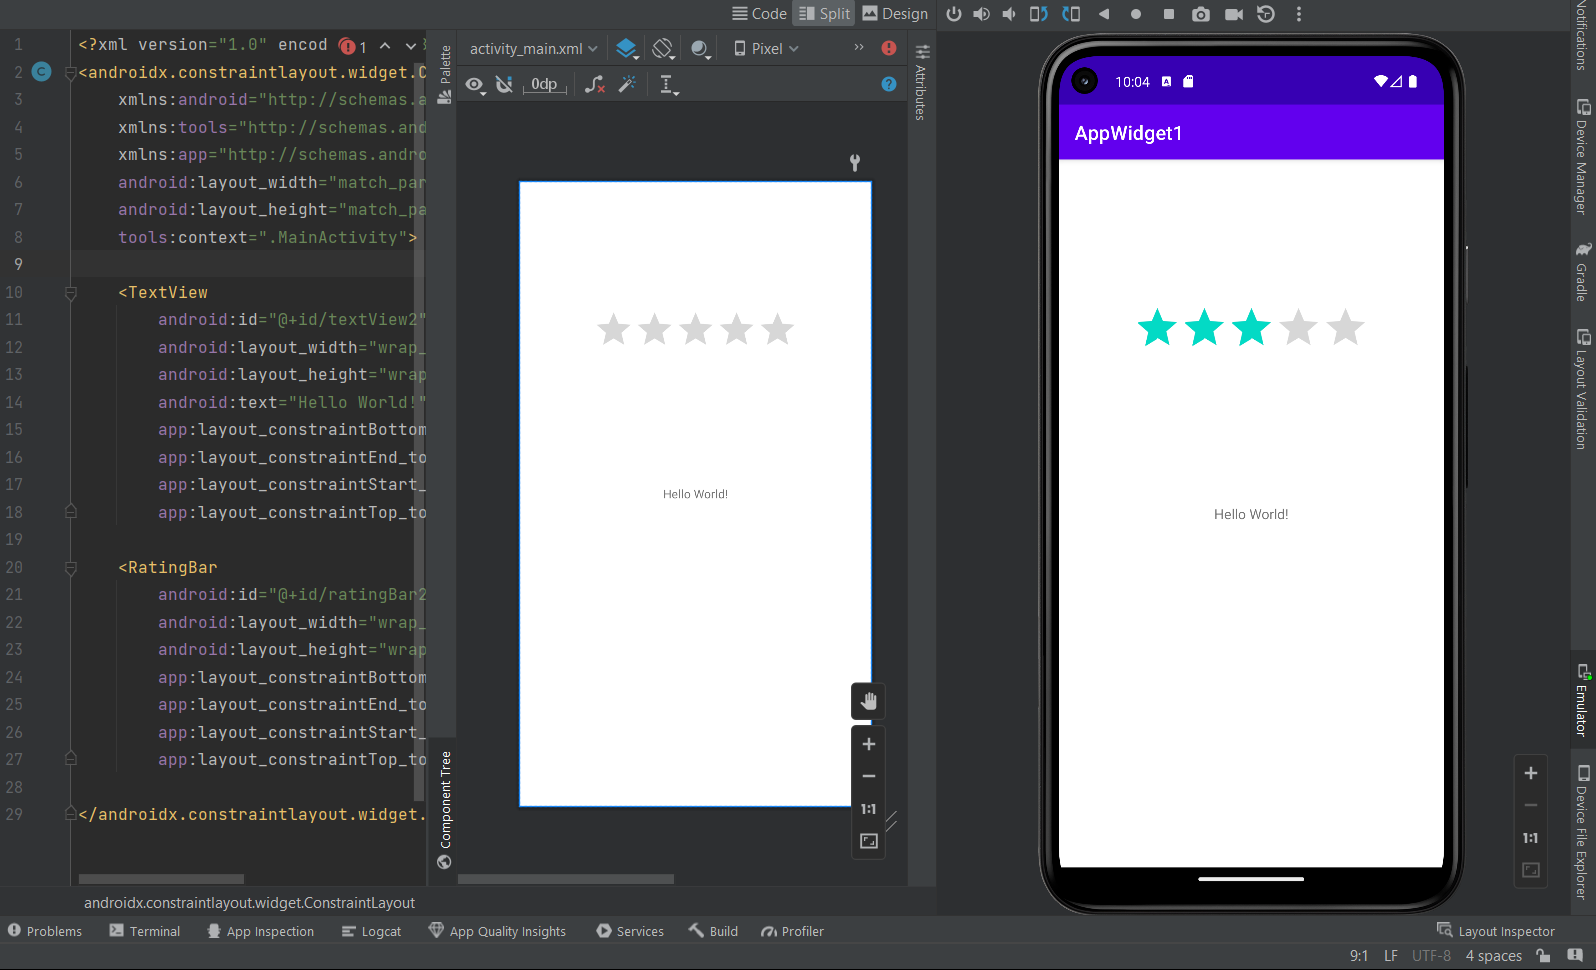 Code Split Design
1 <?xml version="1.0" encod 1
2 C <androidx.constraintlayout.widget.C
3 xmlns:android="http://schemas.a
4 xmlns:tools="http://schemas.and
5 xmlns:app="http://schemas.andro
6 android:layout_width="match_par
7 android:layout_height="match_pa
8 tools:context=".MainActivity">
9
10 <TextView
11 android:id="@+id/textView2"
12 android:layout_width="wrap_
13 android:layout_height="wrap
14 android:text="Hello World!"
15 app:layout_constraintBottom
16 app:layout_constraintEnd_to
17 app:layout_constraintStart_
18 app:layout_constraintTop_to
19
20 <RatingBar
21 android:id="@+id/ratingBar2
22 android:layout_width="wrap_
23 android:layout_height="wrap
24 app:layout_constraintBottom
25 app:layout_constraintEnd_to
26 app:layout_constraintStart_
27 app:layout_constraintTop_to
28
29 </androidx.constraintlayout.widget.
androidx.constraintlayout.widget.ConstraintLayout
Palette
Component Tree
activity_main.xml Pixel »
0dp
Hello World!
1:1
Attributes
10:04
AppWidget1
Hello World!
1:1
Notifications
Device Manager
Gradle
Layout Validation
Emulator
Device File Explorer
Problems Terminal App Inspection Logcat App Quality Insights Services Build Profiler Layout Inspector
9:1 LF UTF-8 4 spaces